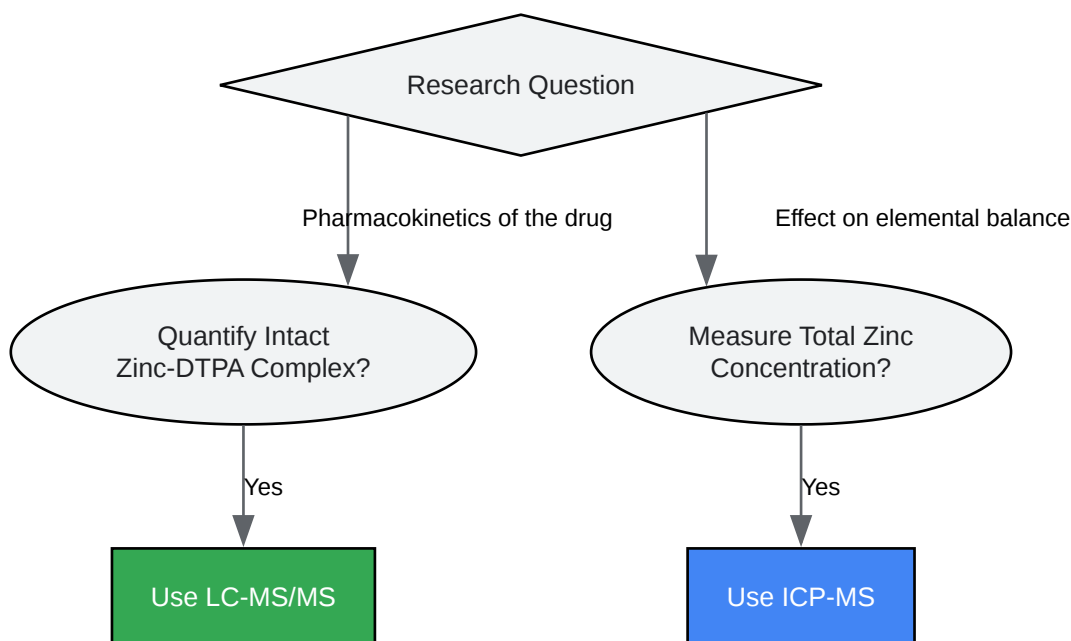 Research Question
Pharmacokinetics of the drug
Effect on elemental balance
Quantify Intact
Zinc-DTPA Complex?
Measure Total Zinc
Concentration?
Yes
Yes
Use LC-MS/MS
Use ICP-MS